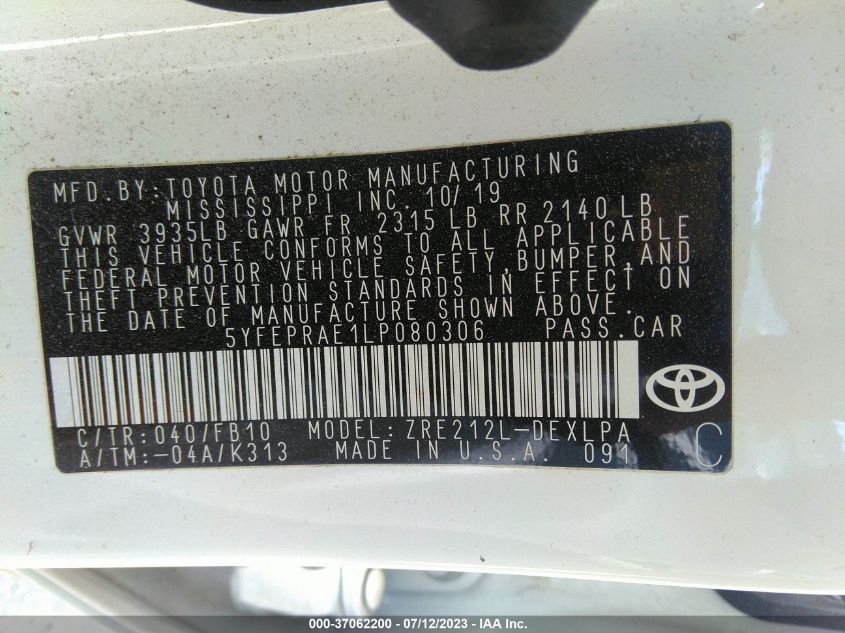 MFD.BY:TOYOTA MOTOR MANUFACTURING
MISSISSIPPI INC. 10/19
GVWR 3935LB GAWR FR 2315 LB RR 2140 LB
THIS VEHICLE CONFORMS TO ALL APPLICABLE
FEDERAL MOTOR VEHICLE SAFETY,BUMPER,AND
THEFT PREVENTION STANDARDS IN EFFECT ON
THE DATE OF MANUFACTURE SHOWN ABOVE.
5YFEPRAE1LP080306 PASS.CAR
C/TR:040/FB10 MODEL:ZRE212L-DEXLPA
A/TM:-04A/K313 MADE IN U.S.A. 091 C
000-37062200 - 07/12/2023 - IAA Inc.